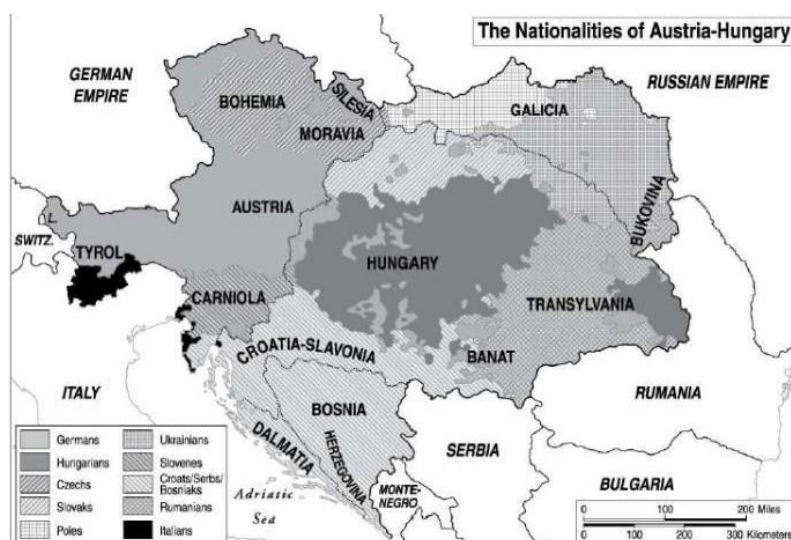 The Nationalities of Austria-Hungary
GERMAN
EMPIRE
RUSSIAN EMPIRE
BOHEMIA
SILESIA
MORAVIA
GALICIA
AUSTRIA
BUKOVINA
L.
SWITZ.
TYROL
HUNGARY
CARNIOLA
TRANSYLVANIA
CROATIA-SLAVONIA
BANAT
ITALY
BOSNIA
RUMANIA
DALMATIA
HERZEGOVINA
SERBIA
MONTE-
NEGRO
BULGARIA
Adriatic
Sea
Germans
Hungarians
Czechs
Slovaks
Poles
Ukrainians
Slovenes
Croats/Serbs/
Bosniaks
Rumanians
Italians
0 100 200 Miles
0 100 200 300 Kilometers